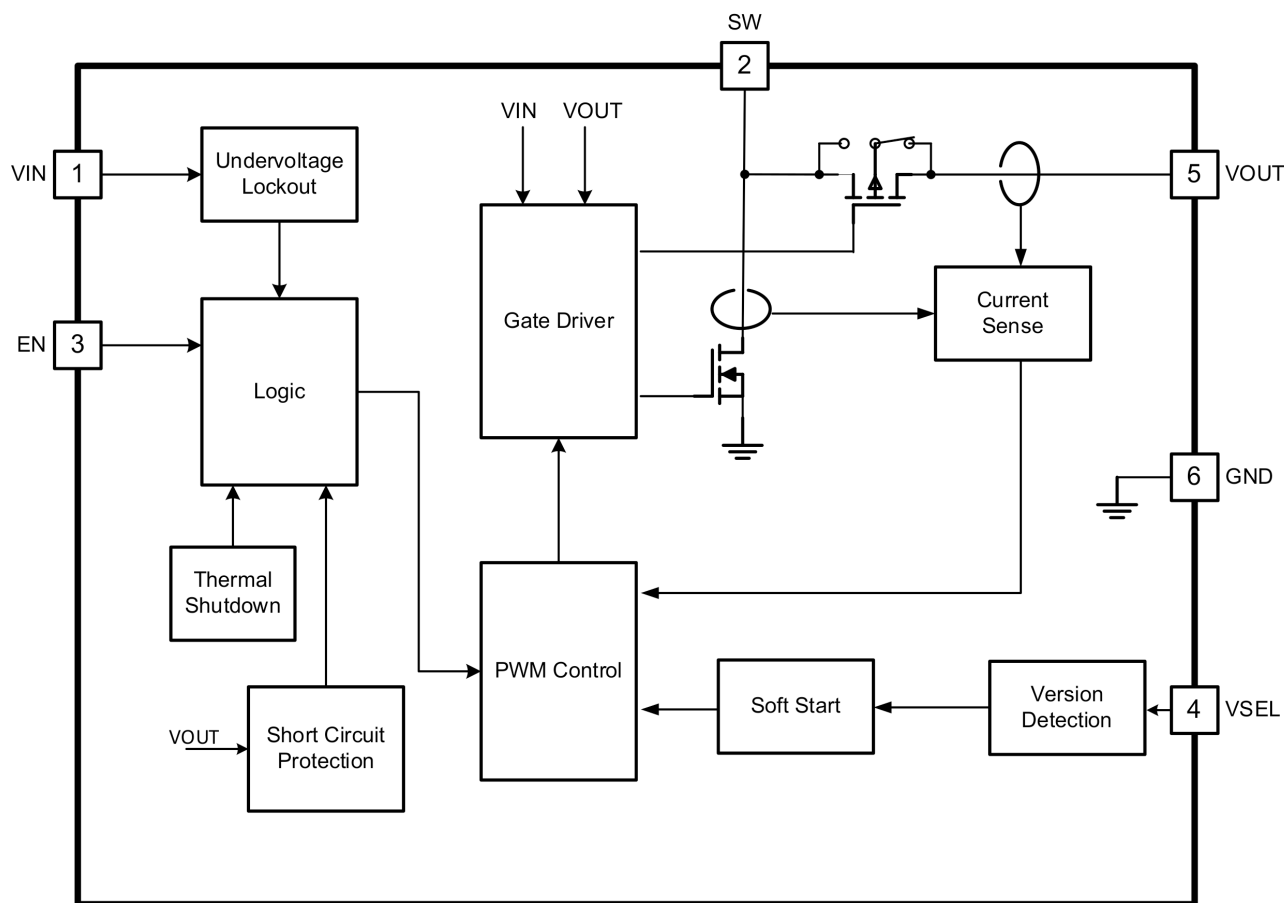 SW
2
VIN
VOUT
VIN
1
Undervoltage
Lockout
5
VOUT
Gate Driver
Current
Sense
EN
3
Logic
6
GND
Thermal
Shutdown
PWM Control
Soft Start
Version
Detection
4
VSEL
VOUT
Short Circuit
Protection